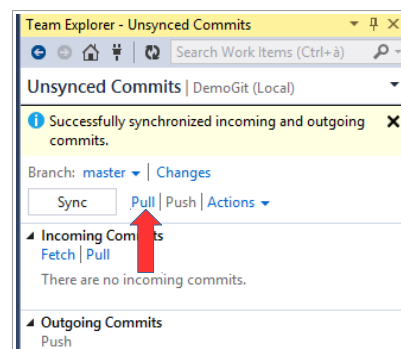 Team Explorer - Unsynced Commits
Search Work Items (Ctrl+à)
Unsynced Commits | DemoGit (Local)
Successfully synchronized incoming and outgoing
commits.
Branch: master | Changes
Sync Pull | Push | Actions
Incoming Commits
Fetch | Pull
There are no incoming commits.
Outgoing Commits
Push